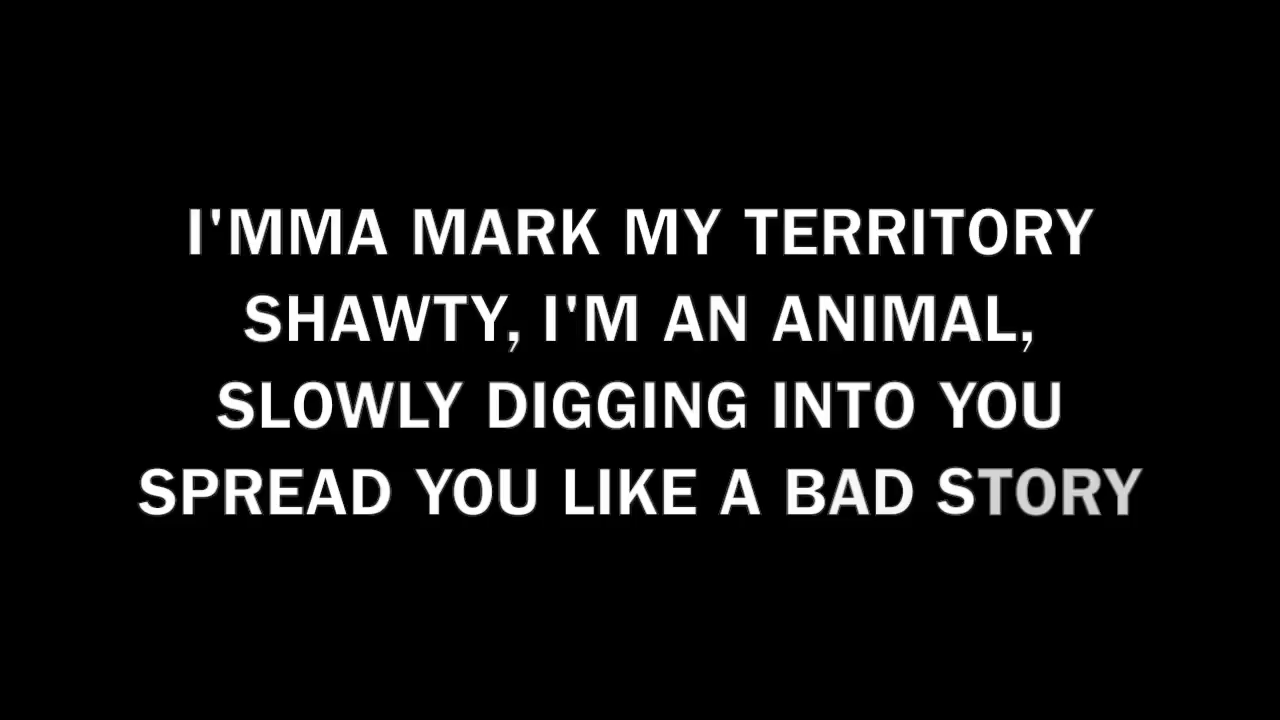 I'MMA MARK MY TERRITORY
SHAWTY, I'M AN ANIMAL,
SLOWLY DIGGING INTO YOU
SPREAD YOU LIKE A BAD STORY